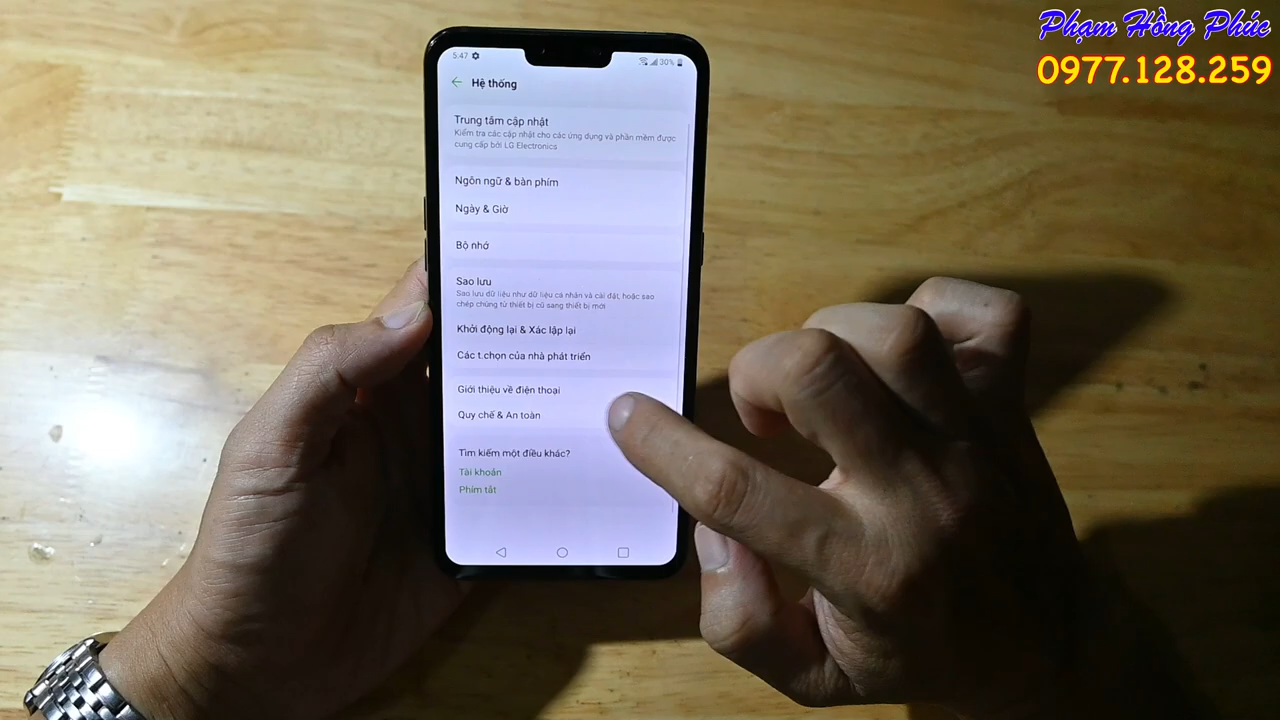 Phạm Hồng Phúc
0977.128.259
5:47
30%
Hệ thống
Trung tâm cập nhật
Kiểm tra các cập nhật cho các ứng dụng và phần mềm được
cung cấp bởi LG Electronics
Ngôn ngữ & bàn phím
Ngày & Giờ
Bộ nhớ
Sao lưu
Sao lưu dữ liệu như dữ liệu cá nhân và cài đặt, hoặc sao
chép chúng từ thiết bị cũ sang thiết bị mới
Khởi động lại & Xác lập lại
Các t.chọn của nhà phát triển
Giới thiệu về điện thoại
Quy chế & An toàn
Tìm kiếm một điều khác?
Tài khoản
Phím tắt